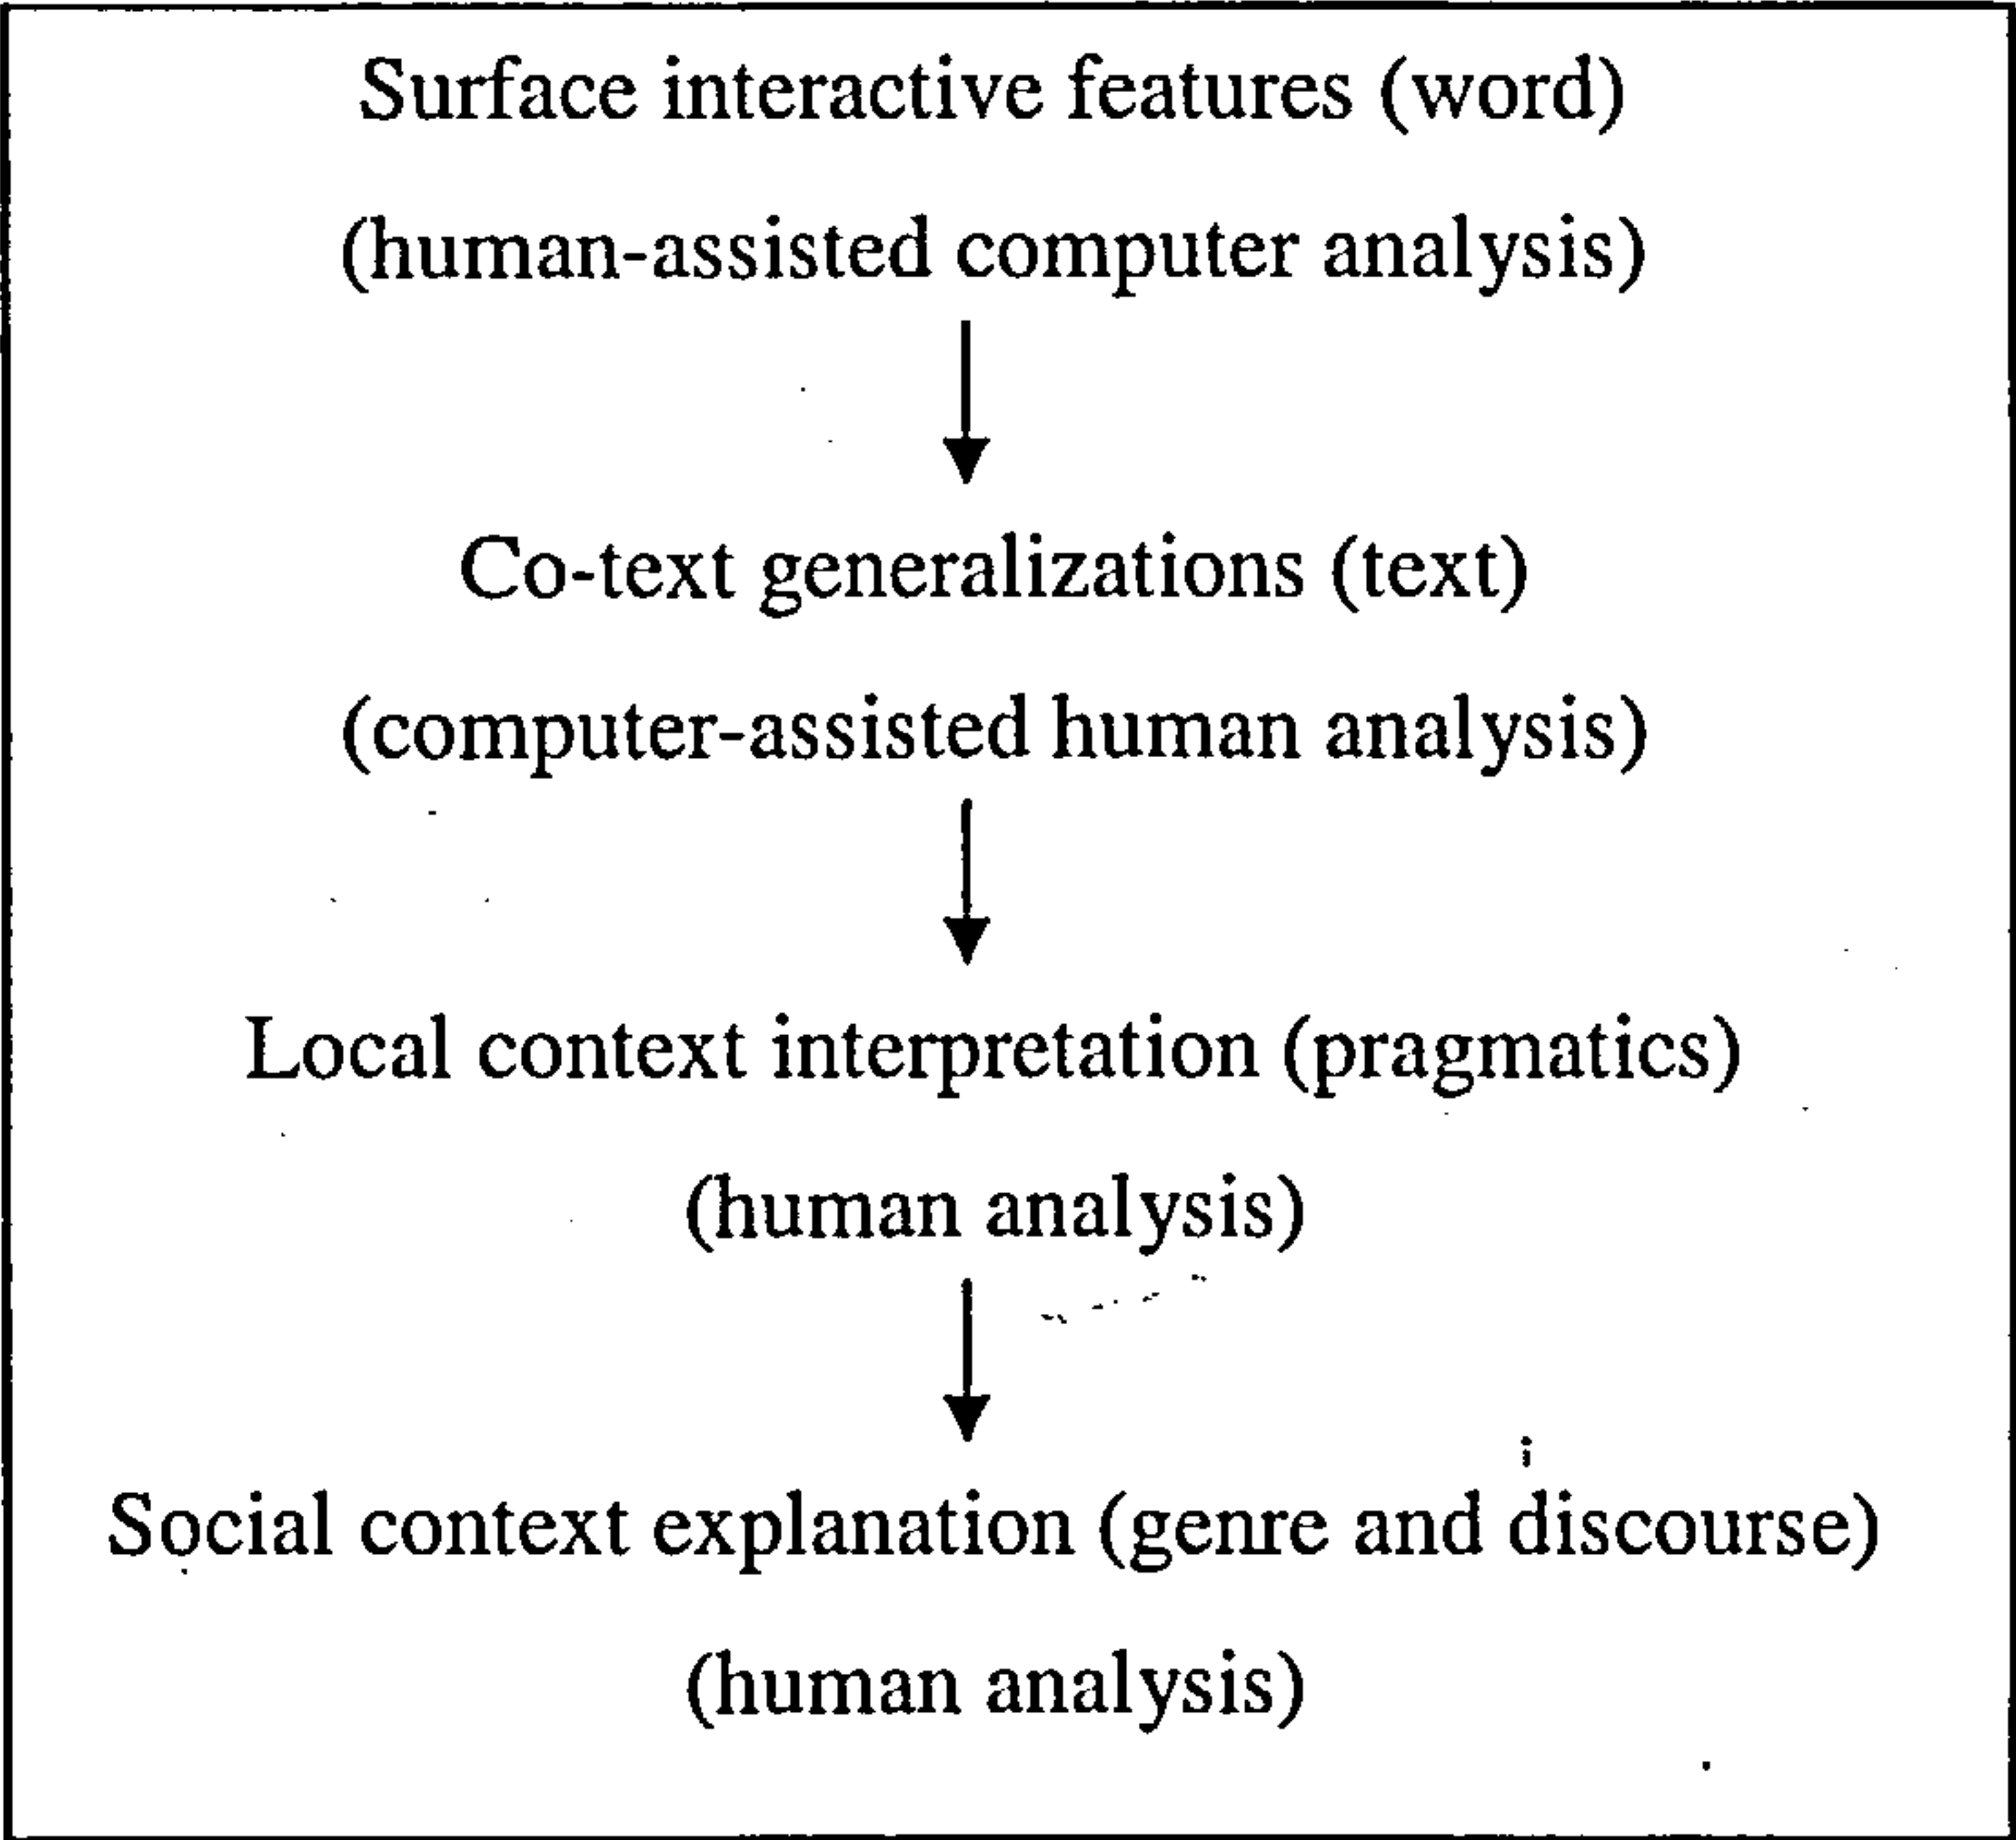 Surface interactive features (word)
(human-assisted computer analysis)
Co-text generalizations (text)
(computer-assisted human analysis)
Local context interpretation (pragmatics)
(human analysis)
Social context explanation (genre and discourse)
(human analysis)